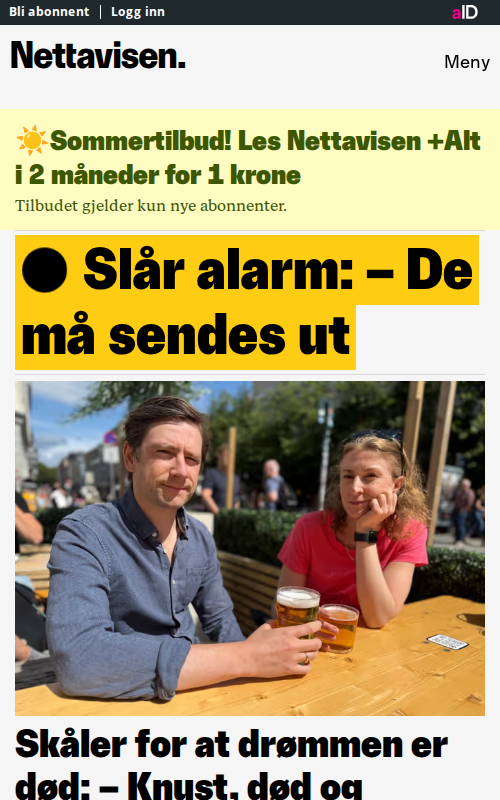 Bli abonnent | Logg inn
aID
Nettavisen.
Meny
☀️Sommertilbud! Les Nettavisen +Alt
i 2 måneder for 1 krone
Tilbudet gjelder kun nye abonnenter.
● Slår alarm: – De
må sendes ut
Skåler for at drømmen er
død: – Knust, død og